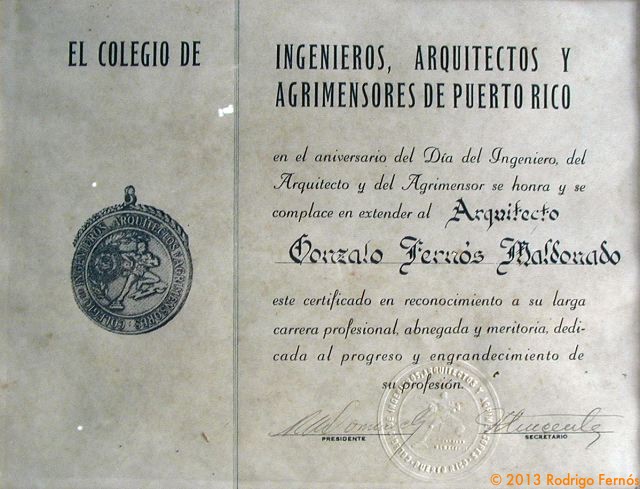 EL COLEGIO DE INGENIEROS, ARQUITECTOS Y
AGRIMENSORES DE PUERTO RICO
en el aniversario del Día del Ingeniero, del
Arquitecto y del Agrimensor se honra y se
complace en extender al Arquitecto
Gonzalo Fernós Maldonado
este certificado en reconocimiento a su larga
carrera profesional, abnegada y meritoria, dedi-
cada al progreso y engrandecimiento de
su profesión.
PRESIDENTE
SECRETARIO
© 2013 Rodrigo Fernós